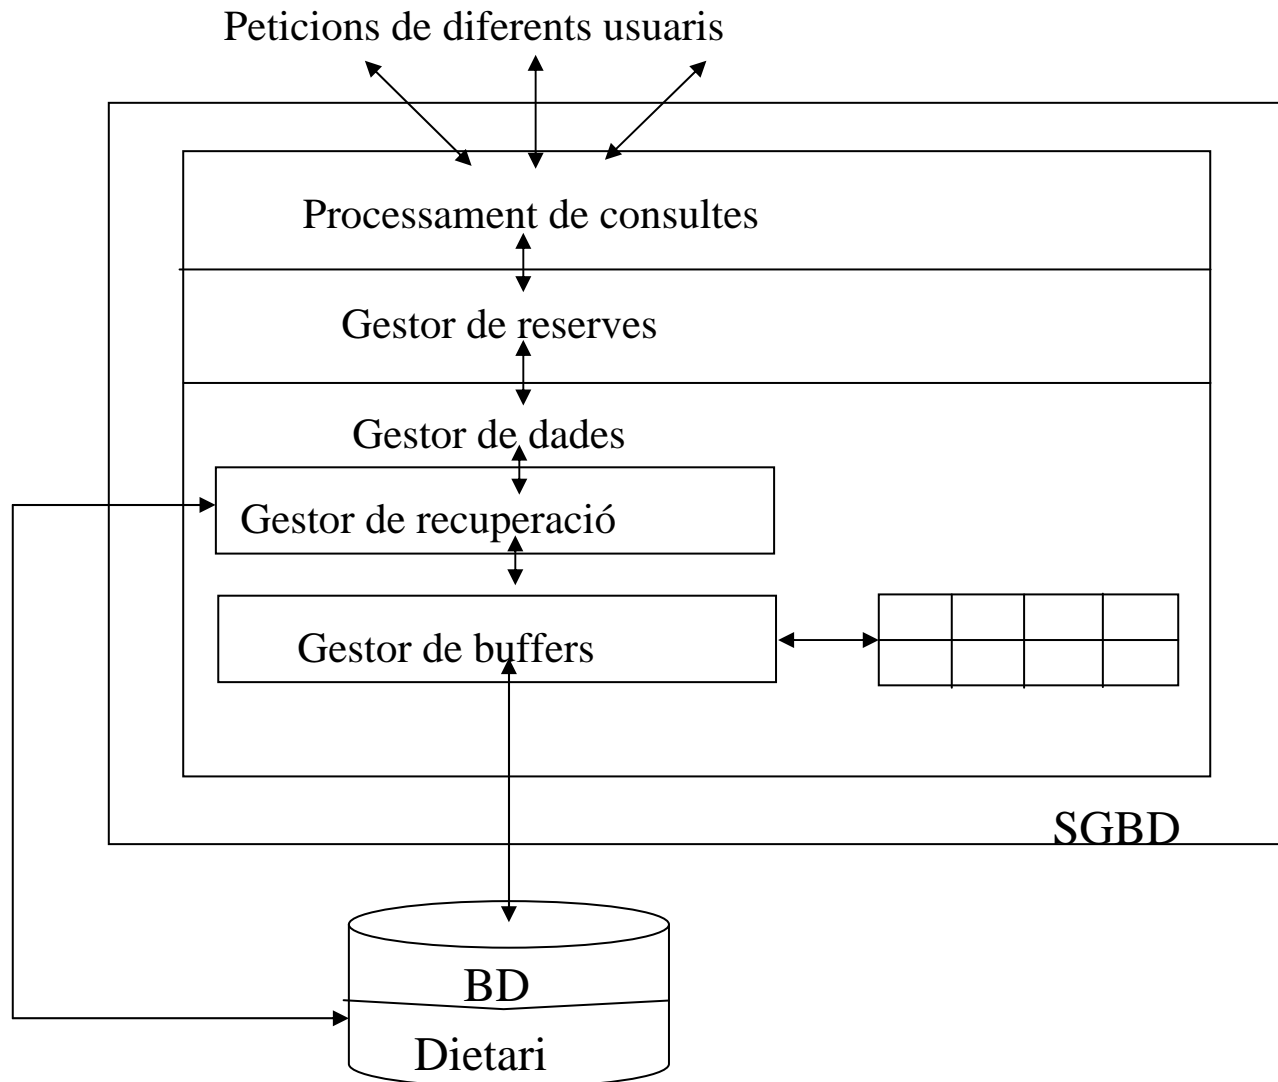 Peticions de diferents usuaris
Processament de consultes
Gestor de reserves
Gestor de dades
Gestor de recuperació
Gestor de buffers
SGBD
BD
Dietari